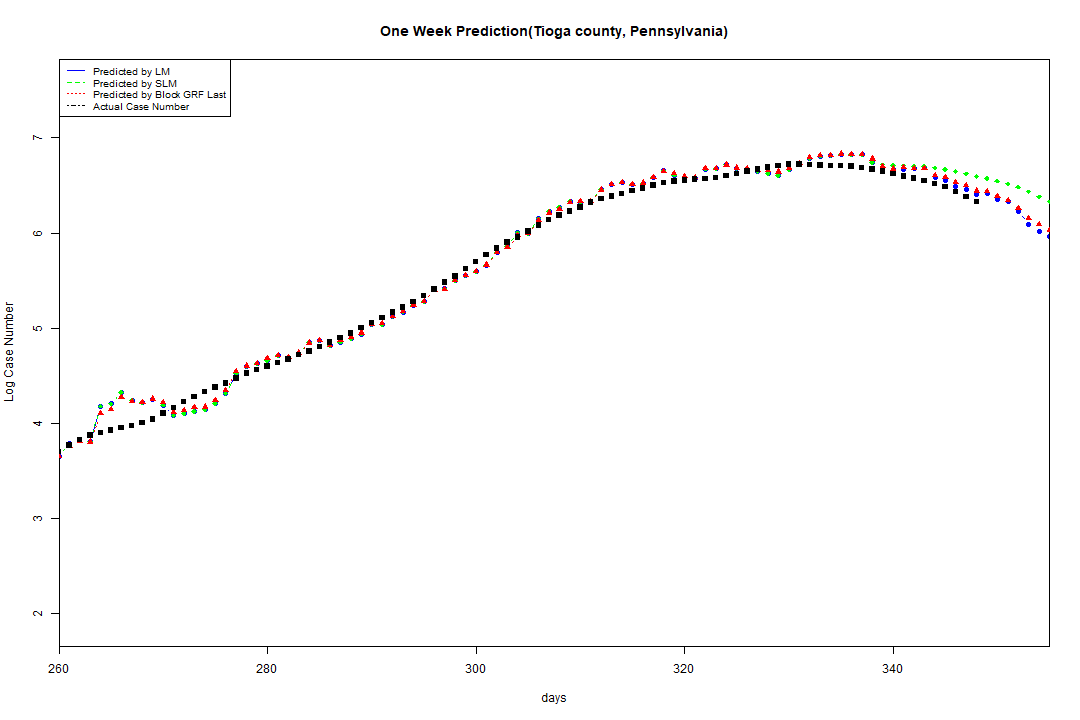 One Week Prediction(Tioga county, Pennsylvania)
Predicted by LM
Predicted by SLM
Predicted by Block GRF Last
Actual Case Number
7
6
5
4
3
2
Log Case Number
260 280 300 320 340
days